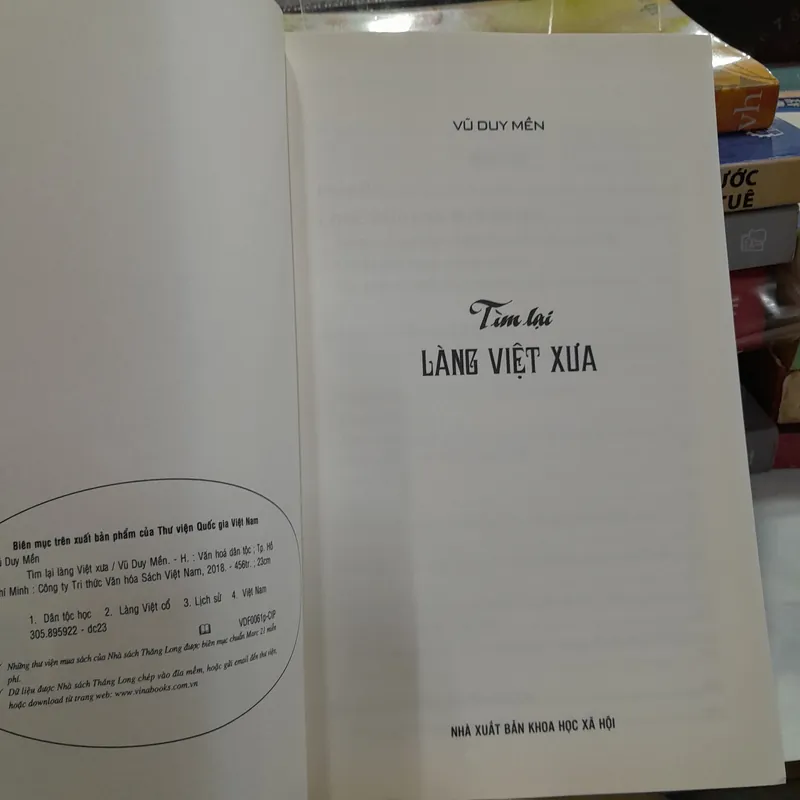 Biên mục trên xuất bản phẩm của Thư viện Quốc gia Việt Nam
Duy Mền
Tìm lại làng Việt xưa / Vũ Duy Mền. - H. : Văn hoá dân tộc ; Tp. Hồ
Minh : Công ty Tri thức Văn hóa Sách Việt Nam, 2018. - 456tr. ; 23cm
1. Dân tộc học 2. Làng Việt cổ 3. Lịch sử 4. Việt Nam
305.895922 - dc23
VDF0061p-CIP
Những thư viện mua sách của Nhà sách Thăng Long được biên mục chuẩn Marc 21 miễn
phí.
Dữ liệu được Nhà sách Thăng Long chép vào đĩa mềm, hoặc gửi email đến thư viện,
hoặc download từ trang web: www.vinabooks.com.vn
VŨ DUY MỀN
Tìm lại
LÀNG VIỆT XƯA
NHÀ XUẤT BẢN KHOA HỌC XÃ HỘI
vh
ƯỚC
TUỆ